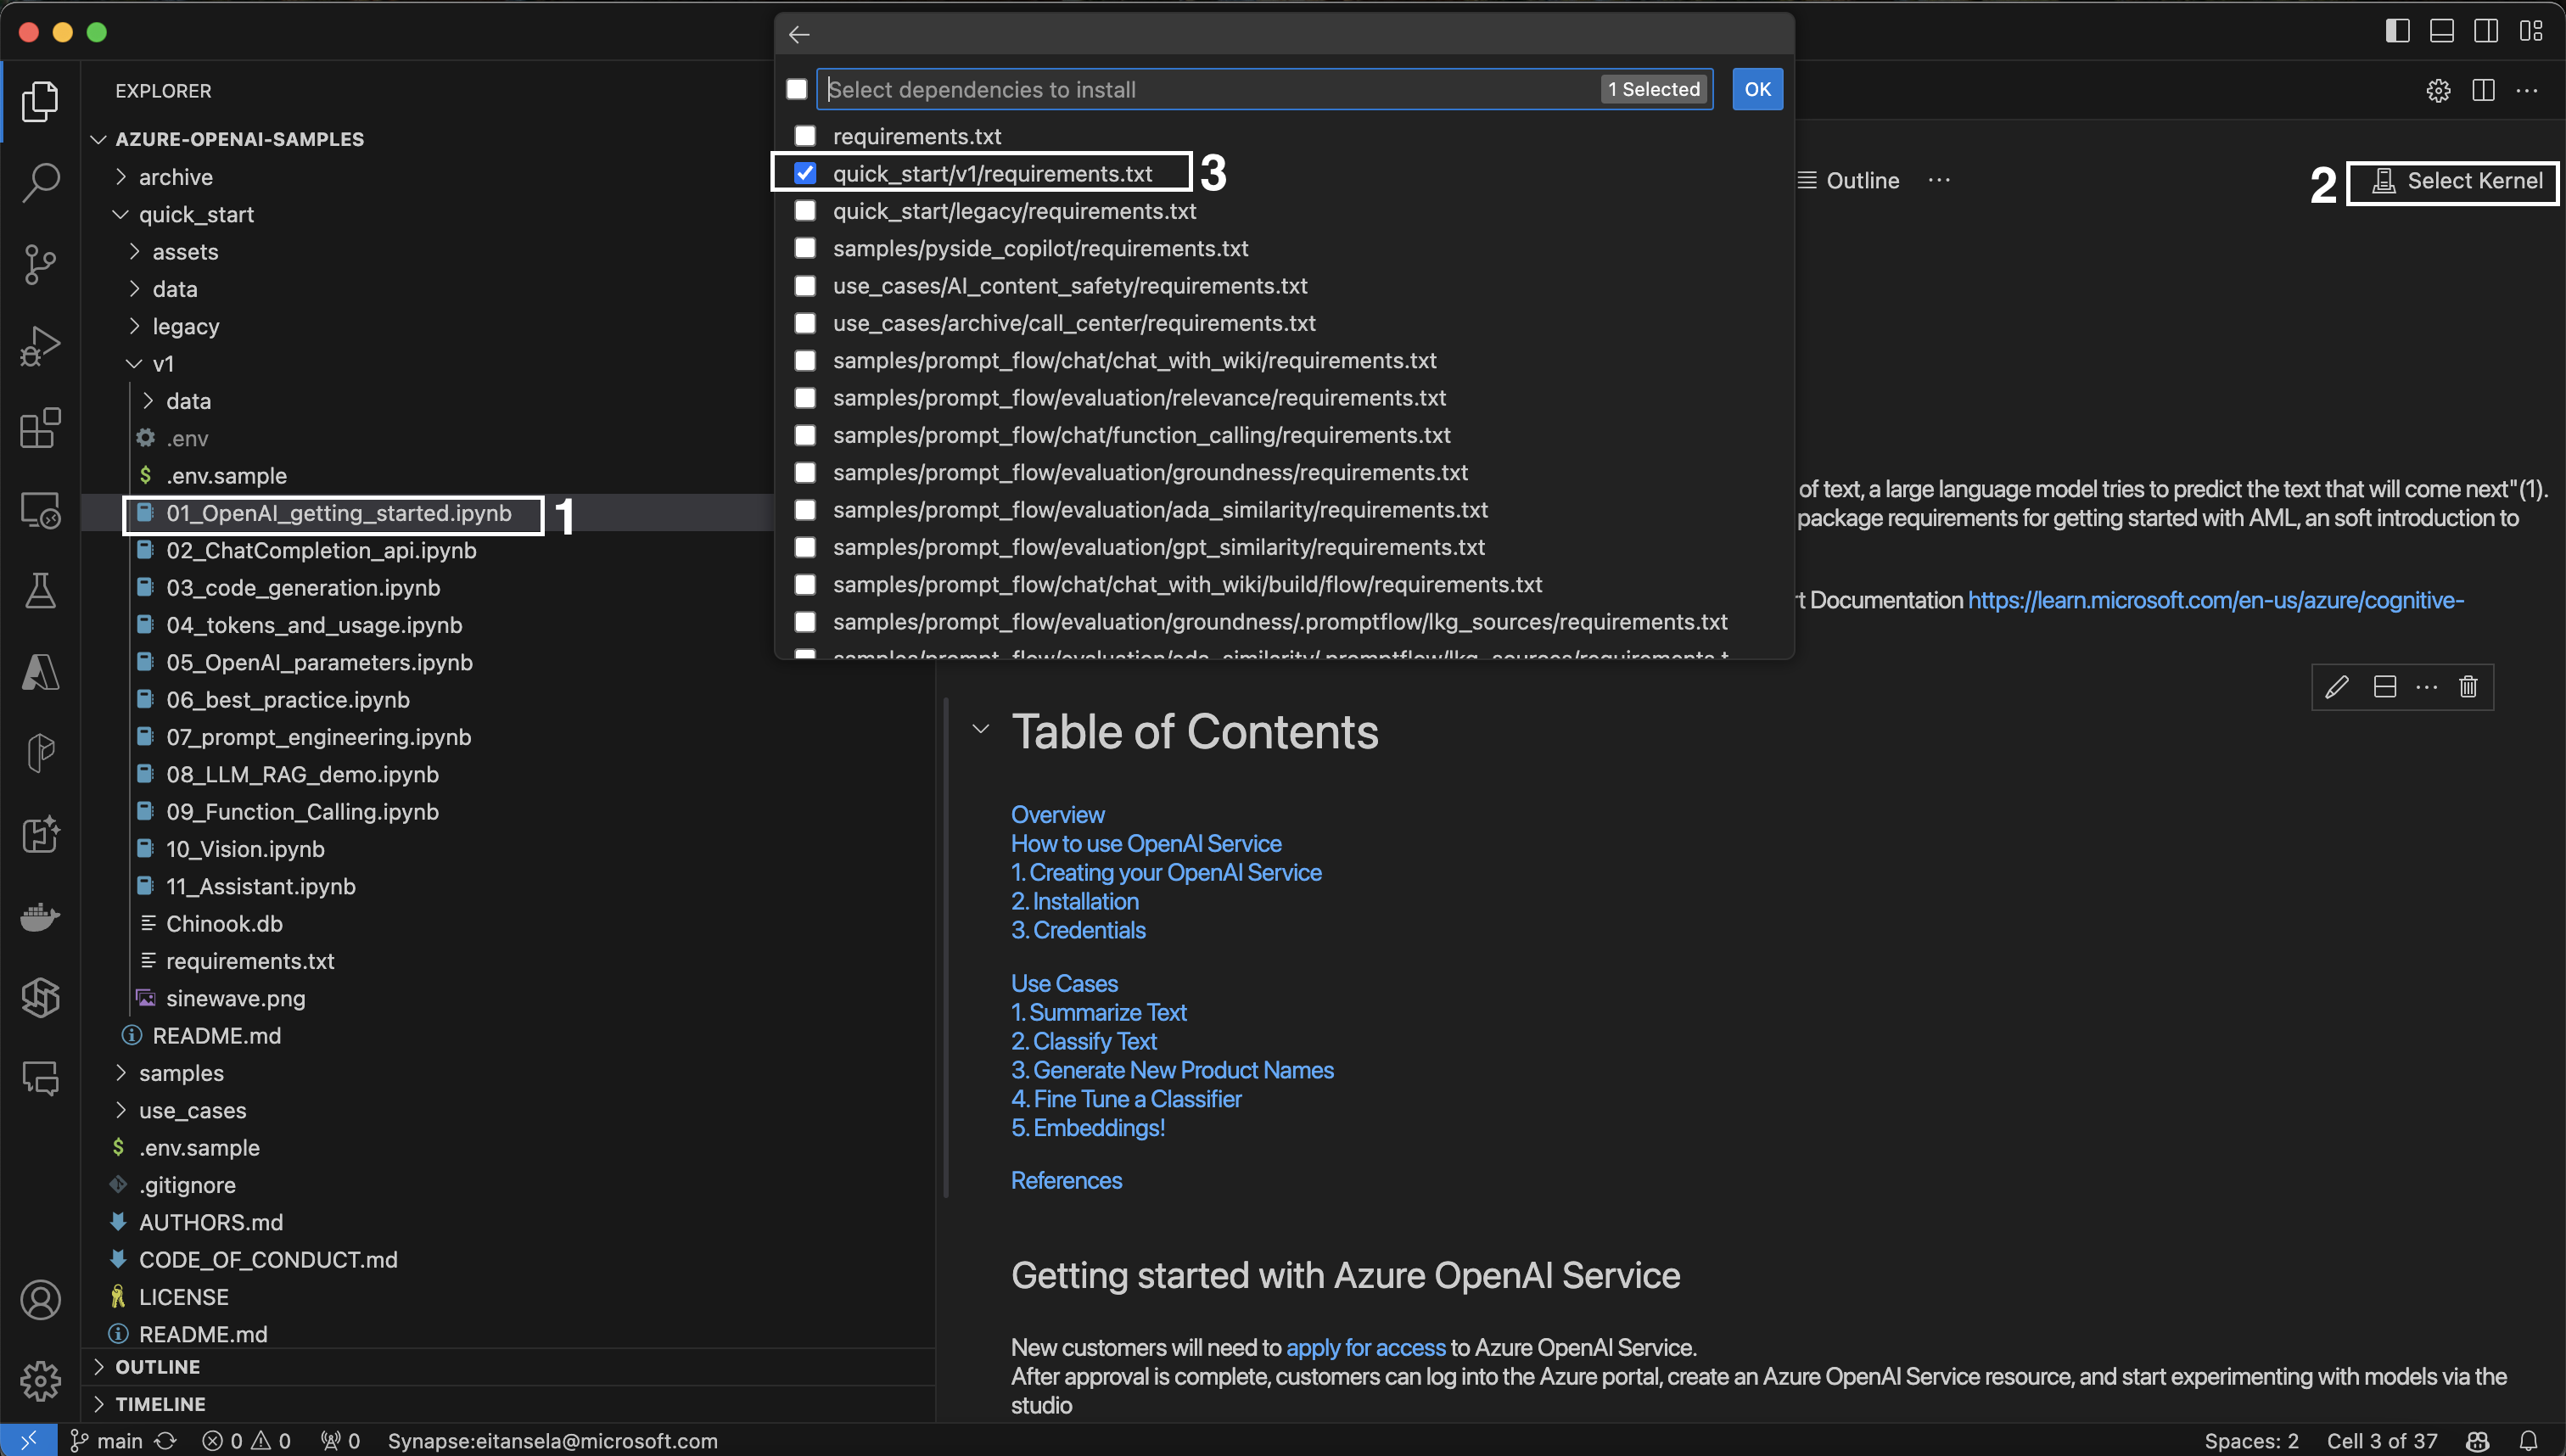 Select dependencies to install
1 Selected
OK
requirements.txt
quick_start/v1/requirements.txt
3
quick_start/legacy/requirements.txt
samples/pyside_copilot/requirements.txt
use_cases/AI_content_safety/requirements.txt
use_cases/archive/call_center/requirements.txt
samples/prompt_flow/chat/chat_with_wiki/requirements.txt
samples/prompt_flow/evaluation/relevance/requirements.txt
samples/prompt_flow/chat/function_calling/requirements.txt
samples/prompt_flow/evaluation/groundness/requirements.txt
samples/prompt_flow/evaluation/ada_similarity/requirements.txt
samples/prompt_flow/evaluation/gpt_similarity/requirements.txt
samples/prompt_flow/chat/chat_with_wiki/build/flow/requirements.txt
samples/prompt_flow/evaluation/groundness/.promptflow/lkg_sources/requirements.txt
samples/prompt_flow/evaluation/ada_similarity/.promptflow/lkg_sources/requirements.t
EXPLORER
AZURE-OPENAI-SAMPLES
archive
quick_start
assets
data
legacy
v1
data
.env
$ .env.sample
01_OpenAI_getting_started.ipynb
1
02_ChatCompletion_api.ipynb
03_code_generation.ipynb
04_tokens_and_usage.ipynb
05_OpenAI_parameters.ipynb
06_best_practice.ipynb
07_prompt_engineering.ipynb
08_LLM_RAG_demo.ipynb
09_Function_Calling.ipynb
10_Vision.ipynb
11_Assistant.ipynb
Chinook.db
requirements.txt
sinewave.png
README.md
samples
use_cases
$ .env.sample
.gitignore
AUTHORS.md
CODE_OF_CONDUCT.md
LICENSE
README.md
OUTLINE
TIMELINE
Outline
...
2
Select Kernel
of text, a large language model tries to predict the text that will come next" (1).
package requirements for getting started with AML, an soft introduction to
t Documentation https://learn.microsoft.com/en-us/azure/cognitive-
Table of Contents
Overview
How to use OpenAI Service
1. Creating your OpenAI Service
2. Installation
3. Credentials
Use Cases
1. Summarize Text
2. Classify Text
3. Generate New Product Names
4. Fine Tune a Classifier
5. Embeddings!
References
Getting started with Azure OpenAI Service
New customers will need to apply for access to Azure OpenAI Service.
After approval is complete, customers can log into the Azure portal, create an Azure OpenAI Service resource, and start experimenting with models via the
studio
main
0
0
0
Synapse:eitansela@microsoft.com
Spaces: 2
Cell 3 of 37